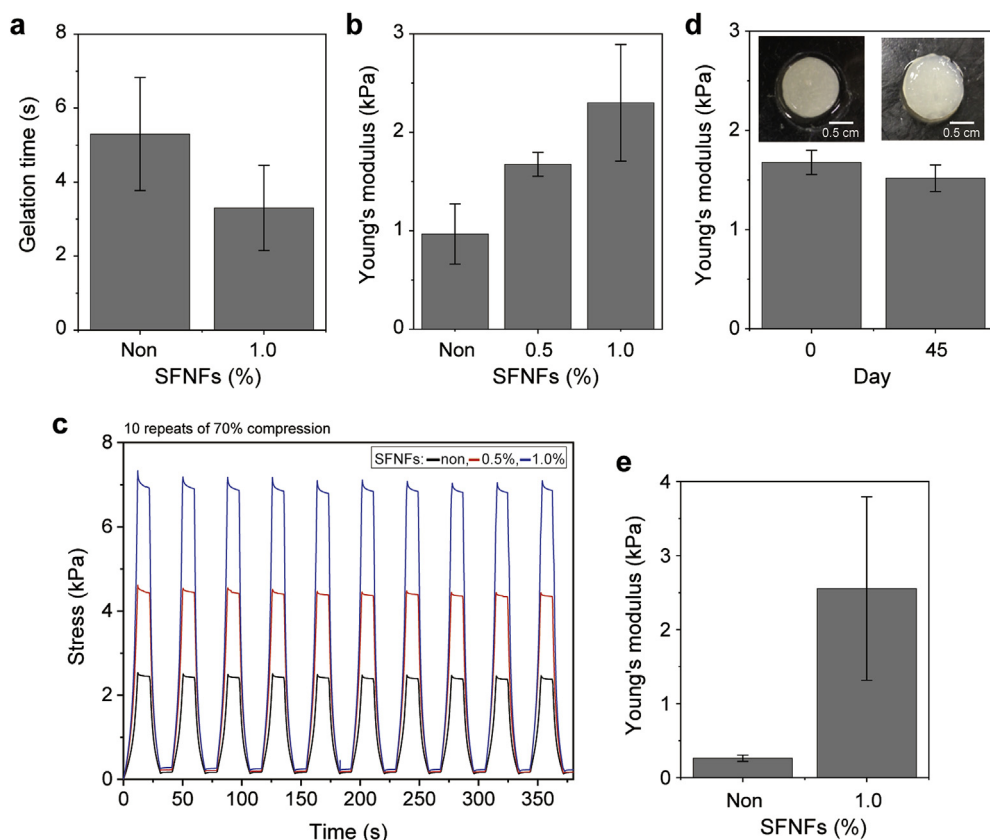 a
8
6
4
2
0
Gelation time (s)
Non 1.0
SFNFs (%)
b
3
2
1
0
Young's modulus (kPa)
Non 0.5 1.0
SFNFs (%)
d
3
2
1
0
Young's modulus (kPa)
0.5 cm 0.5 cm
0 45
Day
c
10 repeats of 70% compression
SFNFs: non, 0.5%, 1.0%
8
6
4
2
0
Stress (kPa)
0 50 100 150 200 250 300 350
Time (s)
e
4
3
2
1
0
Young's modulus (kPa)
Non 1.0
SFNFs (%)